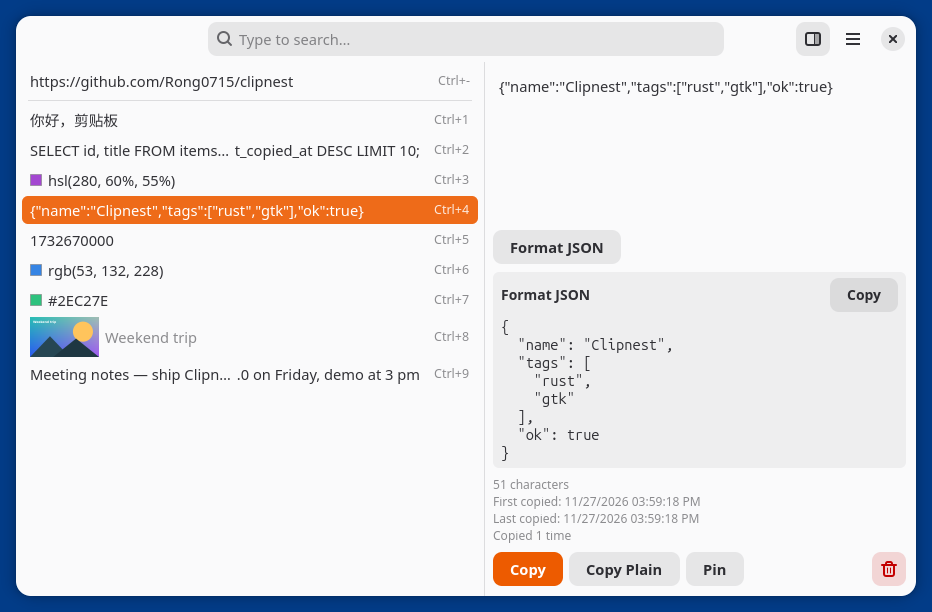 Type to search...
https://github.com/Rong0715/clipnest Ctrl+-
你好，剪贴板 Ctrl+1
SELECT id, title FROM items... t_copied_at DESC LIMIT 10; Ctrl+2
hsl(280, 60%, 55%) Ctrl+3
{"name":"Clipnest","tags":["rust","gtk"],"ok":true} Ctrl+4
1732670000 Ctrl+5
rgb(53, 132, 228) Ctrl+6
#2EC27E Ctrl+7
Weekend trip
Weekend trip Ctrl+8
Meeting notes — ship Clipn... .0 on Friday, demo at 3 pm Ctrl+9
{"name":"Clipnest","tags":["rust","gtk"],"ok":true}
Format JSON
Format JSON Copy
{
  "name": "Clipnest",
  "tags": [
    "rust",
    "gtk"
  ],
  "ok": true
}
51 characters
First copied: 11/27/2026 03:59:18 PM
Last copied: 11/27/2026 03:59:18 PM
Copied 1 time
Copy Copy Plain Pin